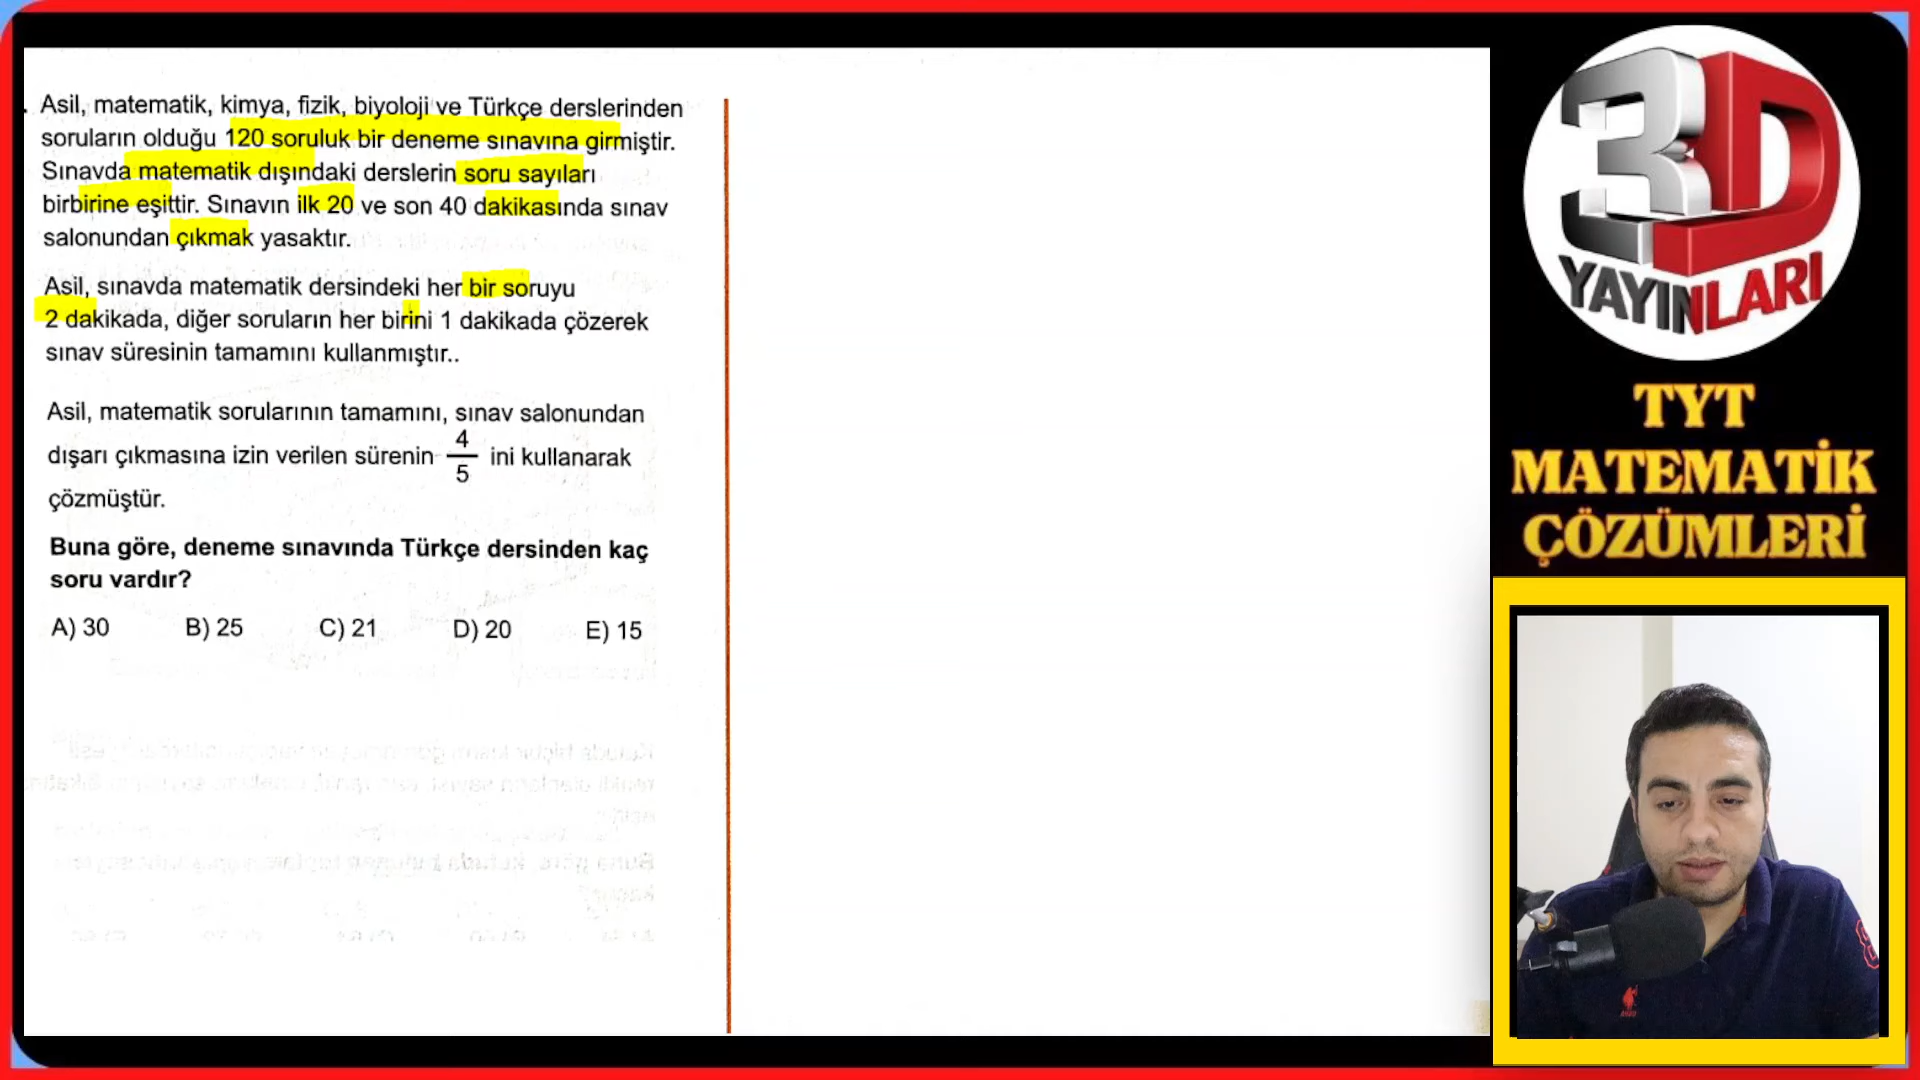 Asil, matematik, kimya, fizik, biyoloji ve Türkçe derslerinden
soruların olduğu 120 soruluk bir deneme sınavına girmiştir.
Sınavda matematik dışındaki derslerin soru sayıları
birbirine eşittir. Sınavın ilk 20 ve son 40 dakikasında sınav
salonundan çıkmak yasaktır.
Asil, sınavda matematik dersindeki her bir soruyu
2 dakikada, diğer soruların her birini 1 dakikada çözerek
sınav süresinin tamamını kullanmıştır..
Asil, matematik sorularının tamamını, sınav salonundan
dışarı çıkmasına izin verilen sürenin 4/5 ini kullanarak
çözmüştür.
Buna göre, deneme sınavında Türkçe dersinden kaç
soru vardır?
A) 30 B) 25 C) 21 D) 20 E) 15
3D
YAYINLARI
TYT
MATEMATİK
ÇÖZÜMLERİ